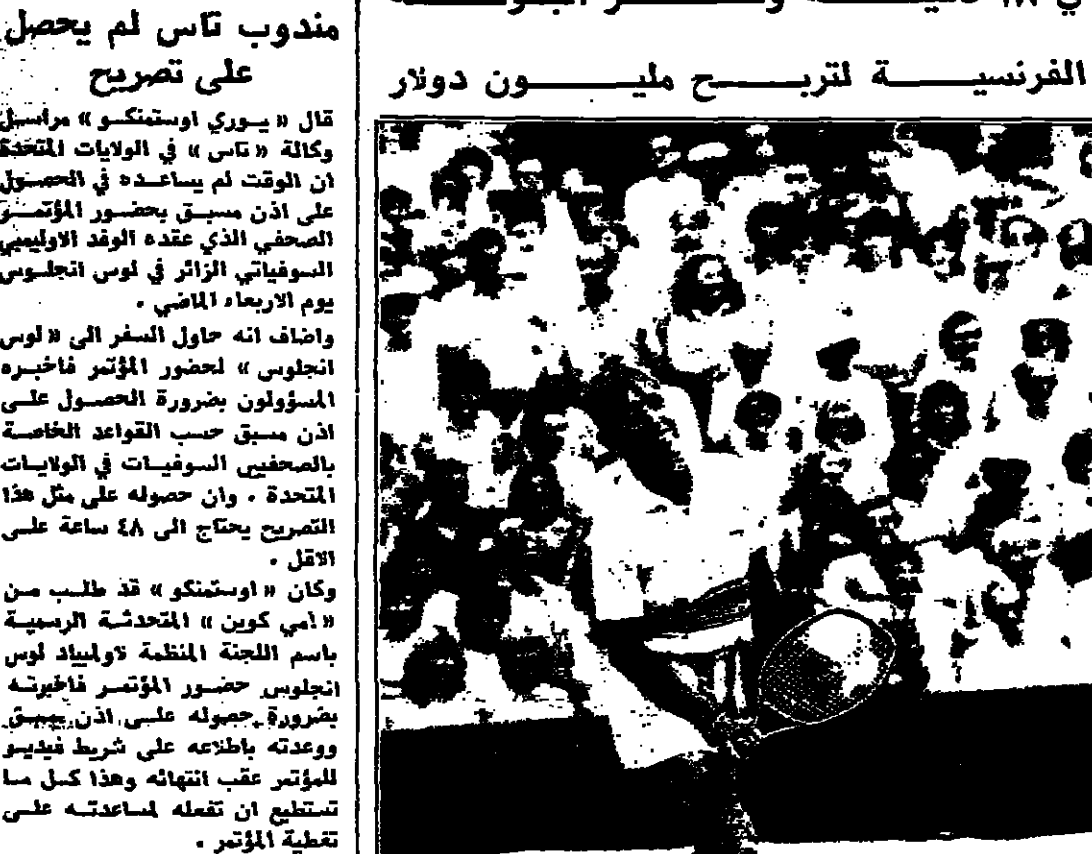 الفرنسية لتربح مليون دولار
مندوب تاس لم يحصل
على تصريح
قال « يوري اوستمنكو » مراسل
وكالة « تاس » في الولايات المتحدة
ان الوقت لم يساعده في الحصول
على اذن مسبق بحضور المؤتمر
الصحفي الذي عقده الوفد الاوليمبي
السوفياتي الزائر في لوس انجلوس
يوم الاربعاء الماضي .
واضاف انه حاول السفر الى « لوس
انجلوس » لحضور المؤتمر فاخبره
المسؤولون بضرورة الحصول على
اذن مسبق حسب القواعد الخاصة
بالصحفيين السوفيات في الولايات
المتحدة . وان حصوله على مثل هذا
التصريح يحتاج الى ٤٨ ساعة على
الاقل .
وكان « اوستمنكو » قد طلب من
« امي كوين » المتحدثة الرسمية
باسم اللجنة المنظمة لاولمبياد لوس
انجلوس حضور المؤتمر فاخبرته
بضرورة حصوله على اذن
ووعدته باطلاعه على شريط فيديو
للمؤتمر عقب انتهائه وهذا كل ما
تستطيع ان تفعله لمساعدته على
تغطية المؤتمر .